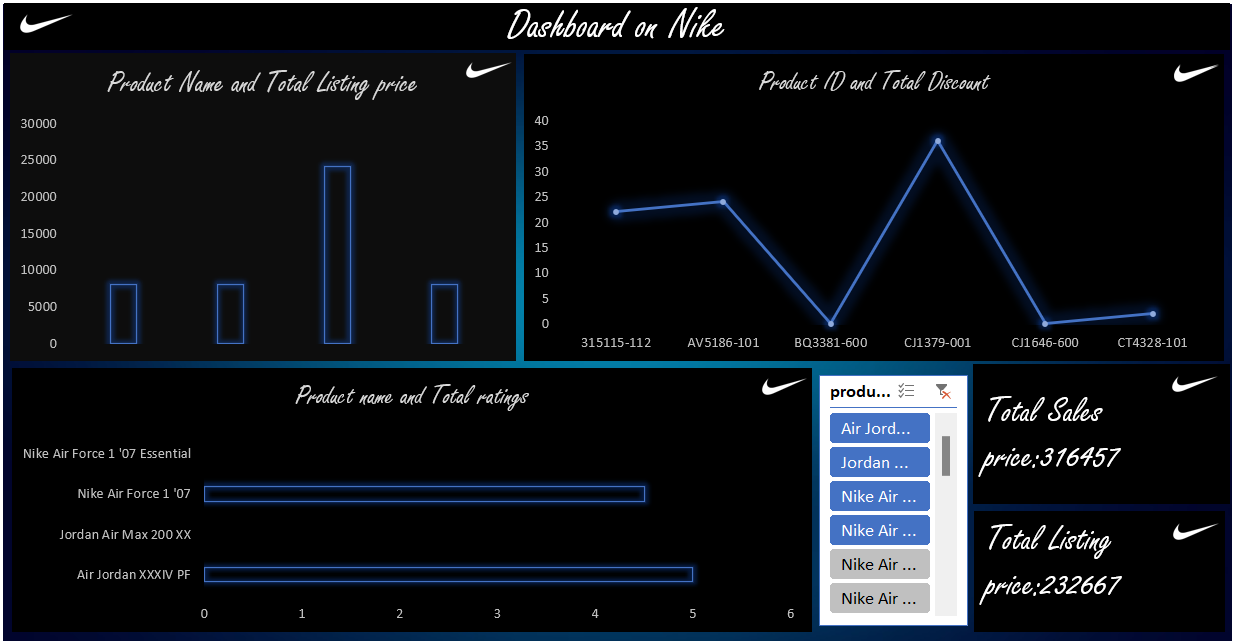 Dashboard on Nike
Product Name and Total Listing price
30000
25000
20000
15000
10000
5000
0
Product ID and Total Discount
40
35
30
25
20
15
10
5
0
315115-112 AV5186-101 BQ3381-600 CJ1379-001 CJ1646-600 CT4328-101
Product name and Total ratings
Nike Air Force 1 '07 Essential
Nike Air Force 1 '07
Jordan Air Max 200 XX
Air Jordan XXXIV PF
0 1 2 3 4 5 6
produ...
Air Jord...
Jordan ...
Nike Air ...
Nike Air ...
Nike Air ...
Nike Air ...
Total Sales
price:316457
Total Listing
price:232667